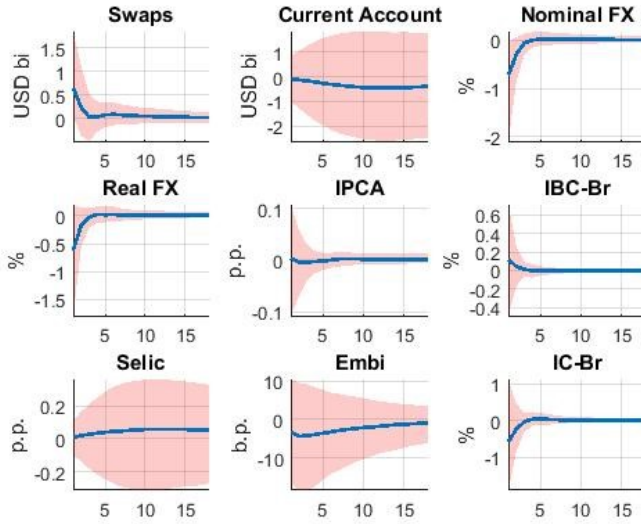 Swaps
USD bi
1.5
1
0.5
0
5 10 15
Current Account
USD bi
1
0
-1
-2
5 10 15
Nominal FX
%
0
-1
-2
5 10 15
Real FX
%
0
-0.5
-1
-1.5
5 10 15
IPCA
p.p.
0.1
0
-0.1
5 10 15
IBC-Br
%
0.6
0.4
0.2
0
-0.2
-0.4
5 10 15
Selic
p.p.
0.2
0
-0.2
5 10 15
Embi
b.p.
10
0
-10
5 10 15
IC-Br
%
1
0
-1
5 10 15